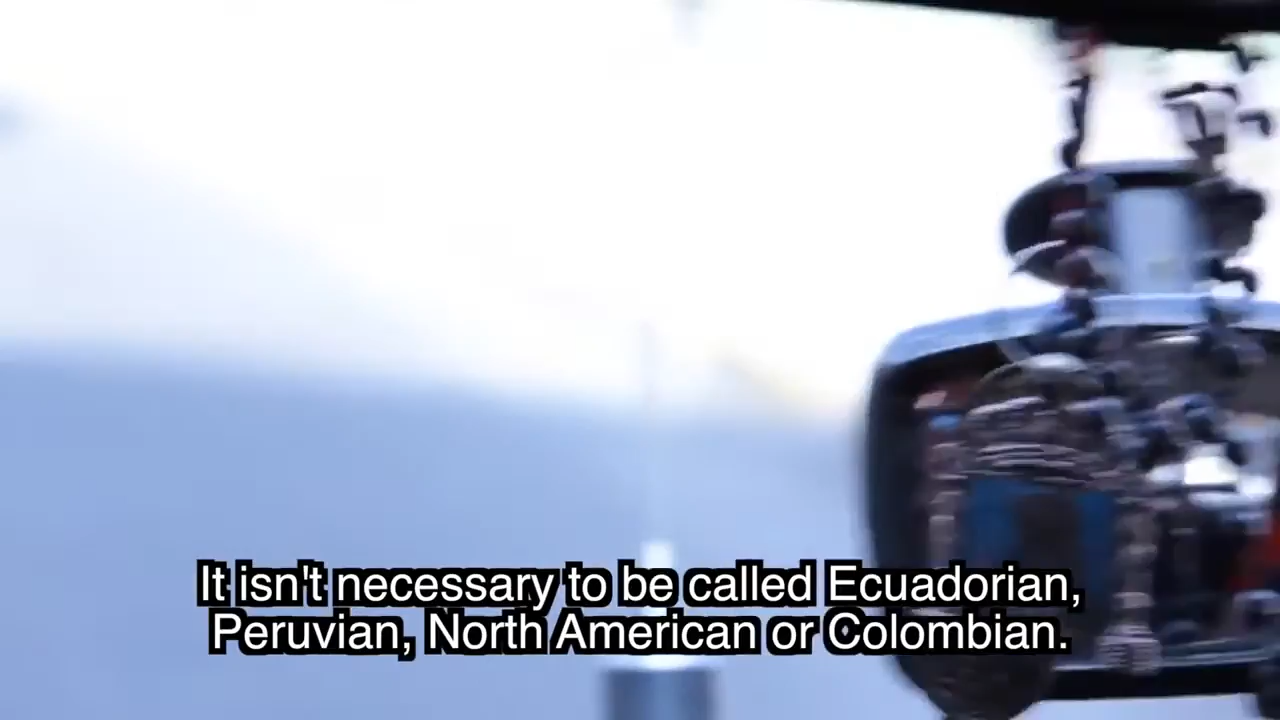 It isn't necessary to be called Ecuadorian,
Peruvian, North American or Colombian.